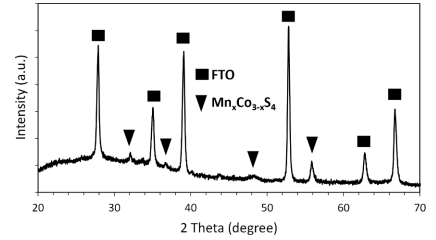 Intensity (a.u.)
FTO
MnxCo3-xS4
20 30 40 50 60 70
2 Theta (degree)